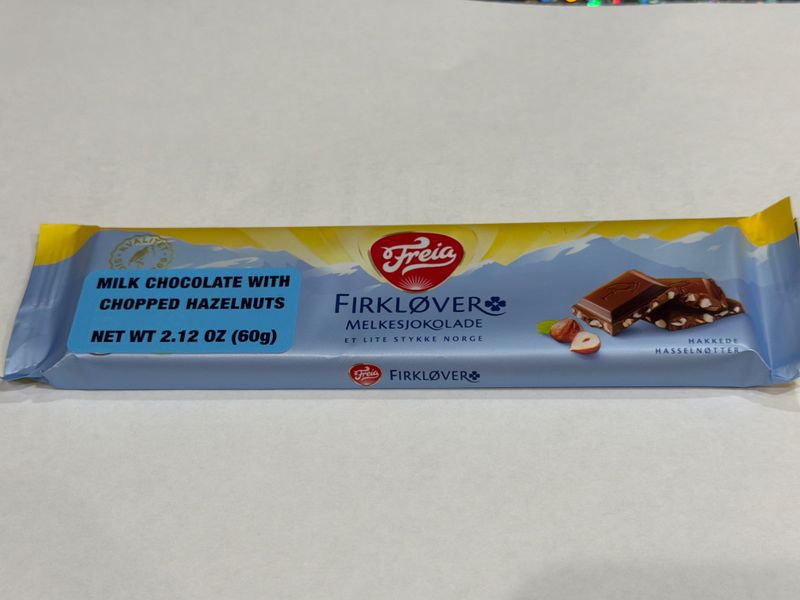 KVALITET
MILK CHOCOLATE WITH
CHOPPED HAZELNUTS
NET WT 2.12 OZ (60g)
Freia
FIRKLØVER
MELKESJOKOLADE
ET LITE STYKKE NORGE
HAKKEDE
HASSELNØTTER
Freia FIRKLØVER